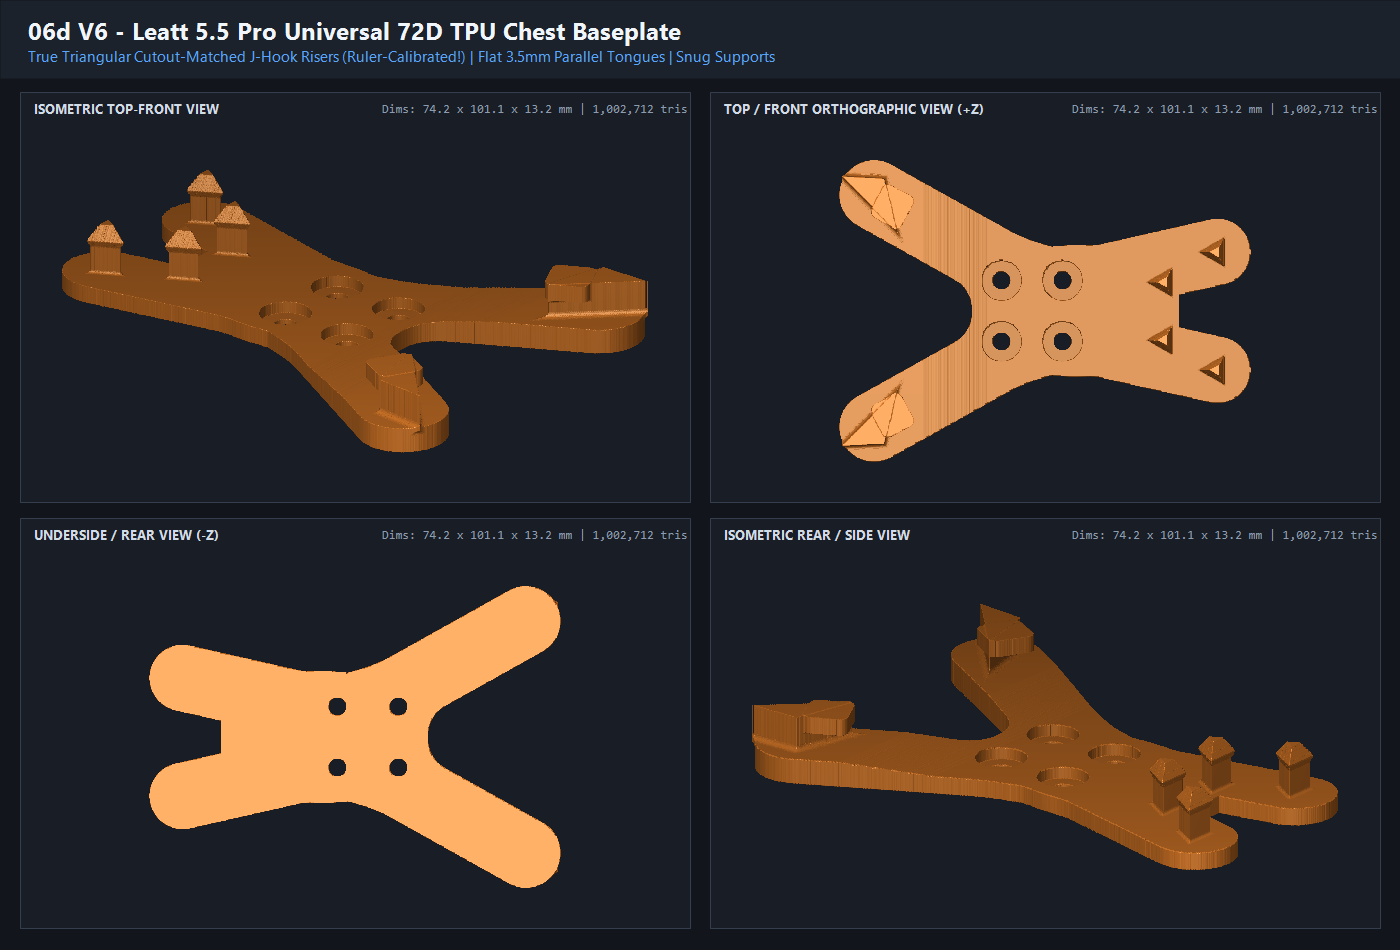 06d V6 - Leatt 5.5 Pro Universal 72D TPU Chest Baseplate
True Triangular Cutout-Matched J-Hook Risers (Ruler-Calibrated!) | Flat 3.5mm Parallel Tongues | Snug Supports
ISOMETRIC TOP-FRONT VIEW
Dims: 74.2 x 101.1 x 13.2 mm | 1,002,712 tris
TOP / FRONT ORTHOGRAPHIC VIEW (+Z)
Dims: 74.2 x 101.1 x 13.2 mm | 1,002,712 tris
UNDERSIDE / REAR VIEW (-Z)
Dims: 74.2 x 101.1 x 13.2 mm | 1,002,712 tris
ISOMETRIC REAR / SIDE VIEW
Dims: 74.2 x 101.1 x 13.2 mm | 1,002,712 tris